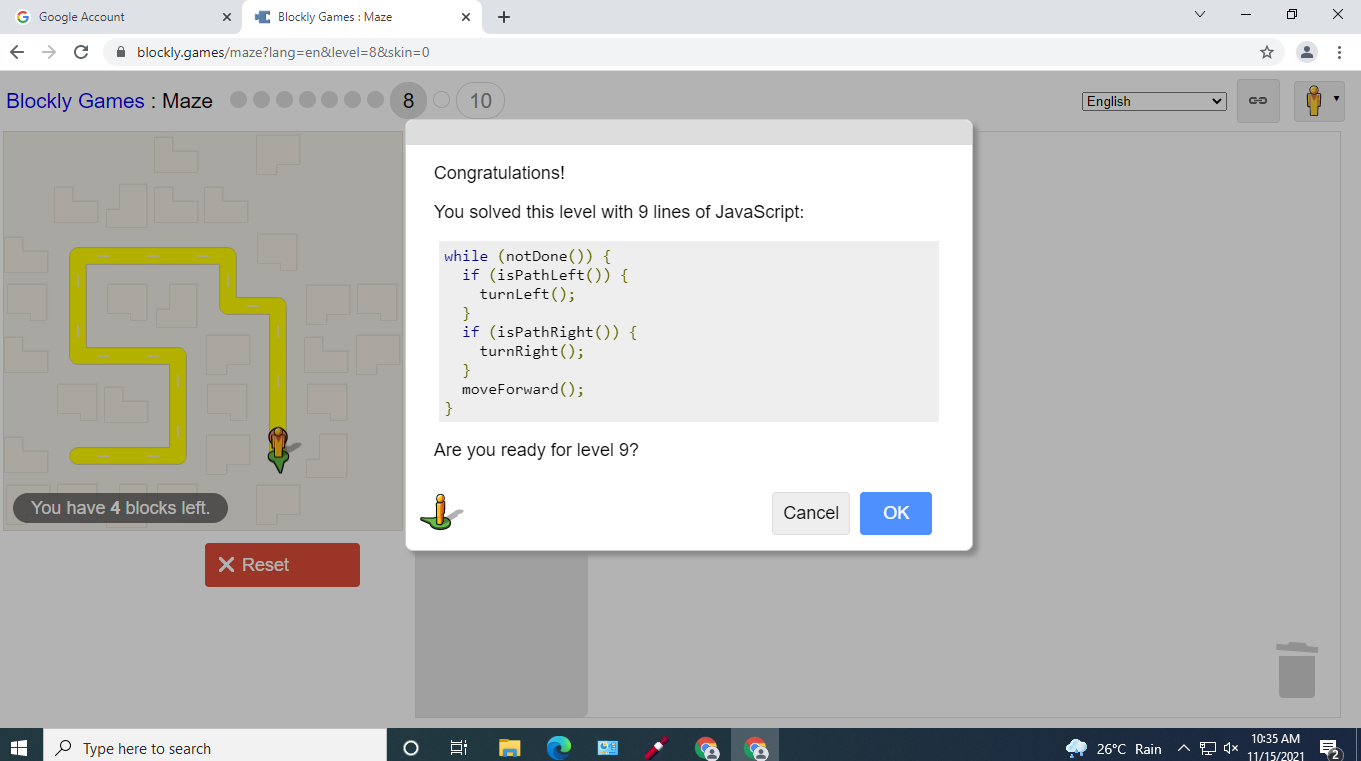 Google Account
Blockly Games : Maze
blockly.games/maze?lang=en&level=8&skin=0
Blockly Games : Maze 8 10
English
Congratulations!
You solved this level with 9 lines of JavaScript:
while (notDone()) {
  if (isPathLeft()) {
    turnLeft();
  }
  if (isPathRight()) {
    turnRight();
  }
  moveForward();
}
Are you ready for level 9?
Cancel OK
You have 4 blocks left.
Reset
Type here to search
26°C Rain
10:35 AM
11/15/2021
2